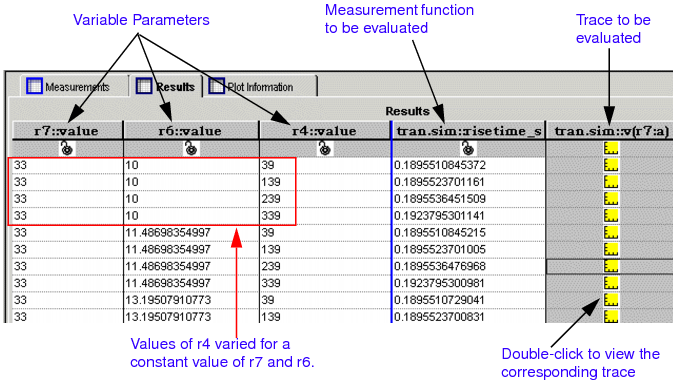 Variable Parameters
Measurement function
to be evaluated
Trace to be
evaluated
Measurements
Results
Plot Information
Results
r7::value r6::value r4::value tran.sim::risetime_s tran.sim::v(r7:a)
33 10 39 0.1895510845372
33 10 139 0.1895523701161
33 10 239 0.1895536451509
33 10 339 0.1923795301141
33 11.48698354997 39 0.1895510845215
33 11.48698354997 139 0.1895523701005
33 11.48698354997 239 0.1895536476968
33 11.48698354997 339 0.1923795300981
33 13.19507910773 39 0.1895510729041
33 13.19507910773 139 0.1895523700831
Values of r4 varied for a
constant value of r7 and r6.
Double-click to view the
corresponding trace